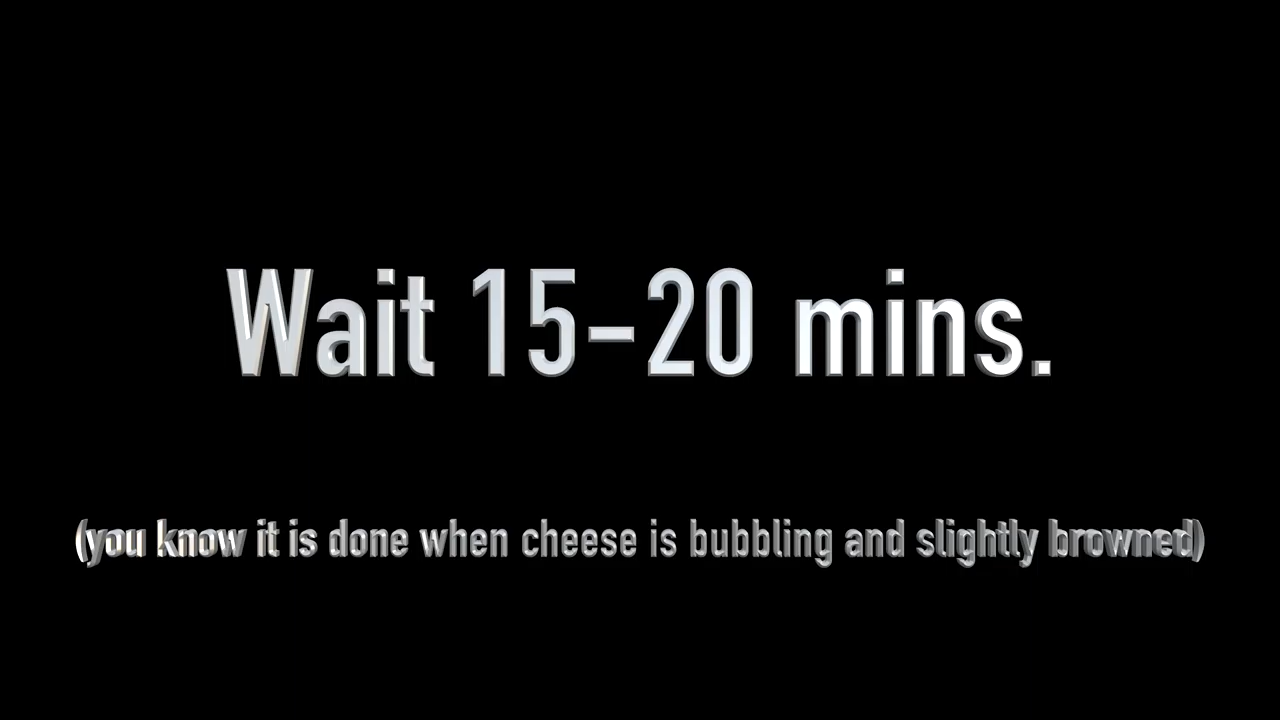 Wait 15-20 mins.
(you know it is done when cheese is bubbling and slightly browned)